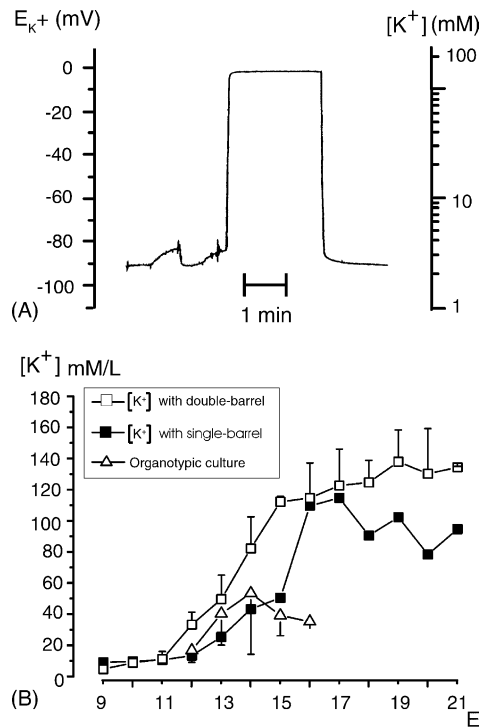 E K+ (mV)
[K+] (mM)
0
-20
-40
-60
-80
-100
100
10
1
(A)
1 min
[K+] mM/L
180
160
140
120
100
80
60
40
20
0
[K+] with double-barrel
[K+] with single-barrel
Organotypic culture
(B)
9 11 13 15 17 19 21
E